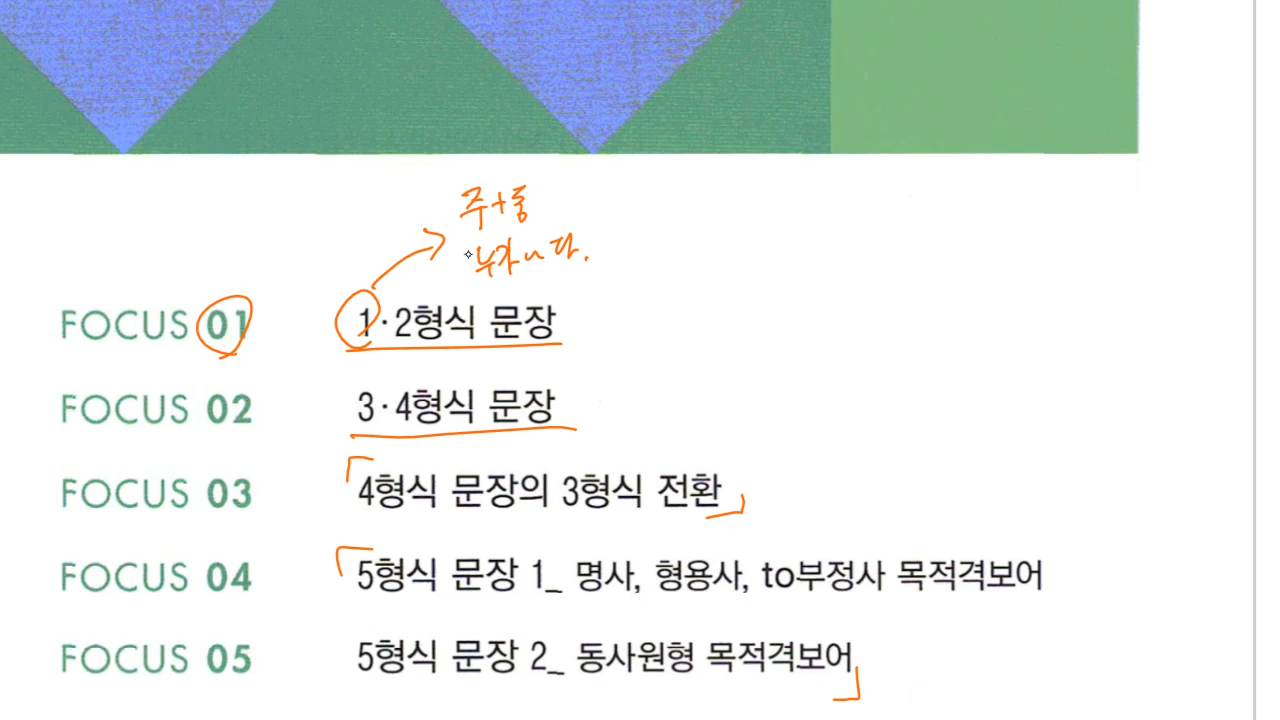 주+동
누가 ~ 다.
FOCUS 01 1·2형식 문장
FOCUS 02 3·4형식 문장
FOCUS 03 4형식 문장의 3형식 전환
FOCUS 04 5형식 문장 1_ 명사, 형용사, to부정사 목적격보어
FOCUS 05 5형식 문장 2_ 동사원형 목적격보어